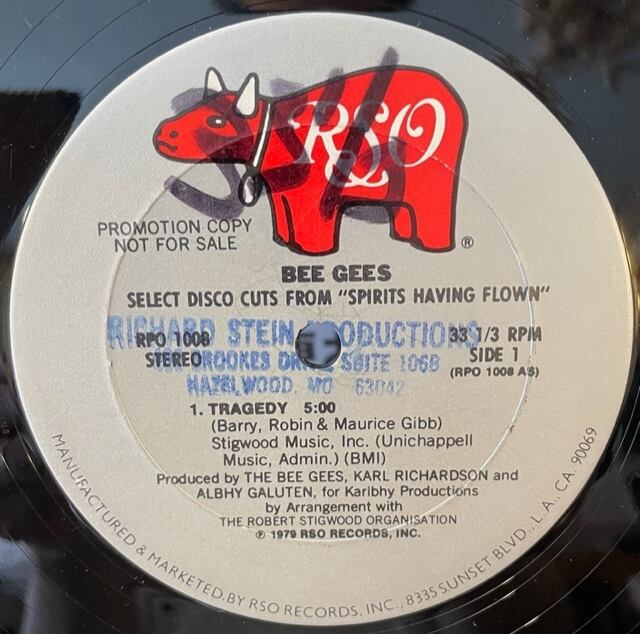 RSO
®
PROMOTION COPY
NOT FOR SALE
BEE GEES
SELECT DISCO CUTS FROM "SPIRITS HAVING FLOWN"
RICHARD STEIN PRODUCTIONS
RPO 1008
STEREO
33 1/3 RPM
SIDE 1
(RPO 1008 AS)
SUITE 106B
HAZELWOOD, MO 63042
1. TRAGEDY 5:00
(Barry, Robin & Maurice Gibb)
Stigwood Music, Inc. (Unichappell
Music, Admin.) (BMI)
Produced by THE BEE GEES, KARL RICHARDSON and
ALBHY GALUTEN, for Karlbhy Productions
by Arrangement with
THE ROBERT STIGWOOD ORGANISATION
℗ 1979 RSO RECORDS, INC.
MANUFACTURED & MARKETED BY RSO RECORDS, INC., 8335 SUNSET BLVD., L.A., CA. 90069